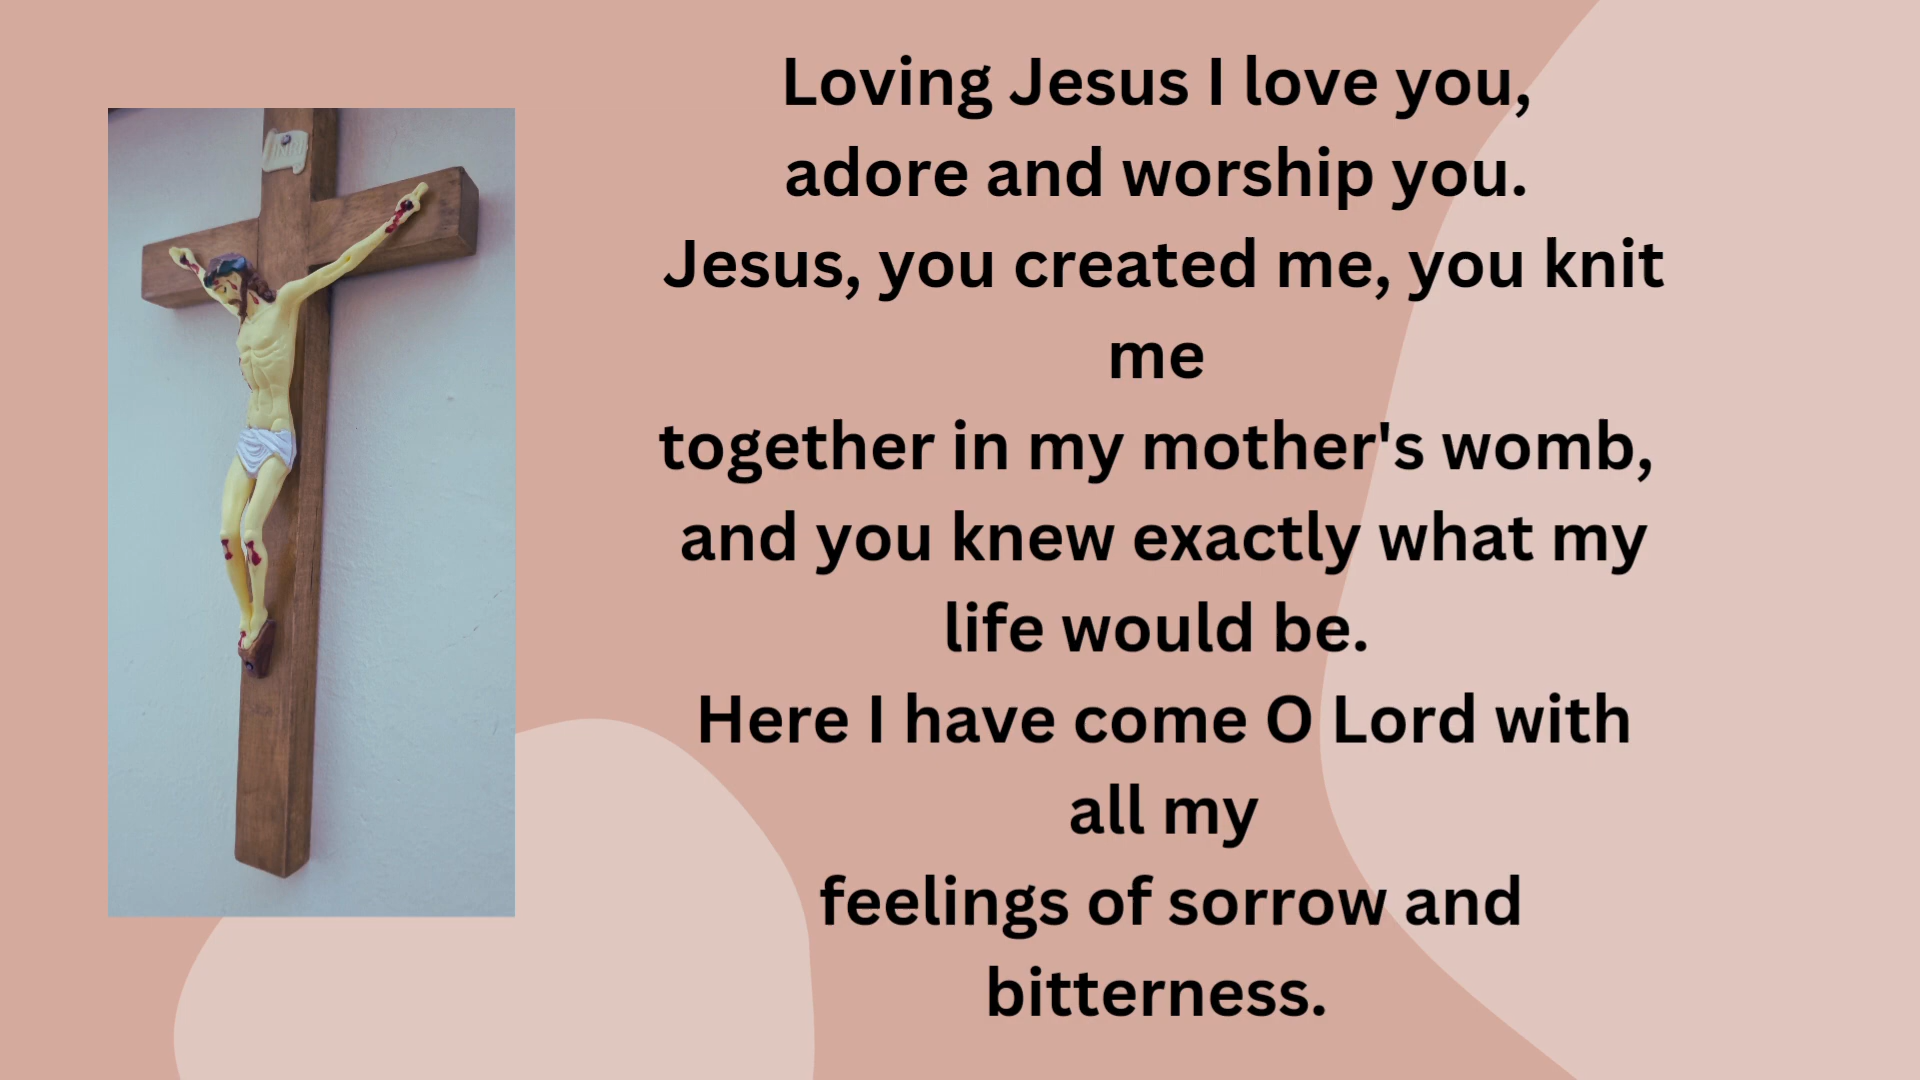 INRI
Loving Jesus I love you,
adore and worship you.
Jesus, you created me, you knit
me
together in my mother's womb,
and you knew exactly what my
life would be.
Here I have come O Lord with
all my
feelings of sorrow and
bitterness.